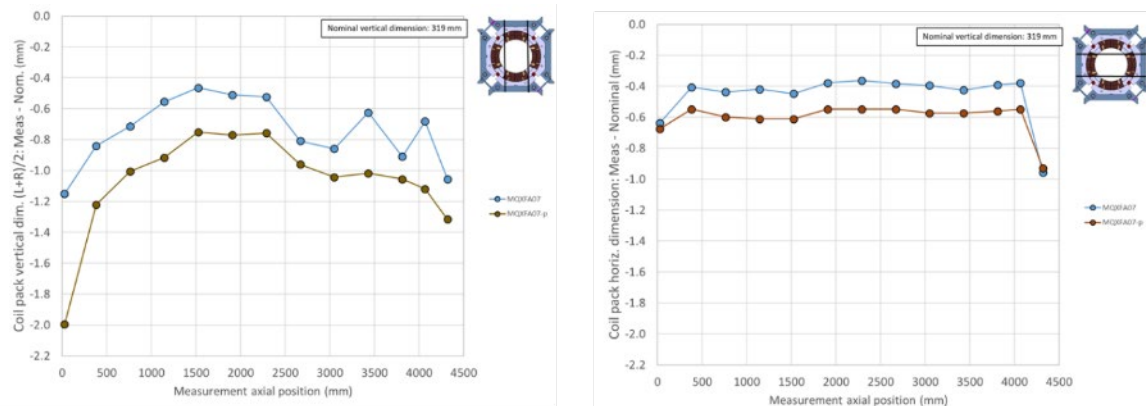 Nominal vertical dimension: 319 mm
Coil pack vertical dim. (L+R)/2: Meas - Nom. (mm)
0.0
-0.2
-0.4
-0.6
-0.8
-1.0
-1.2
-1.4
-1.6
-1.8
-2.0
-2.2
0 500 1000 1500 2000 2500 3000 3500 4000 4500
Measurement axial position (mm)
MQXFA07
MQXFA07-p
Nominal vertical dimension: 319 mm
Coil pack horiz. dimension: Meas - Nominal (mm)
0.0
-0.2
-0.4
-0.6
-0.8
-1.0
-1.2
-1.4
-1.6
-1.8
-2.0
-2.2
0 500 1000 1500 2000 2500 3000 3500 4000 4500
Measurement axial position (mm)
MQXFA07
MQXFA07-p